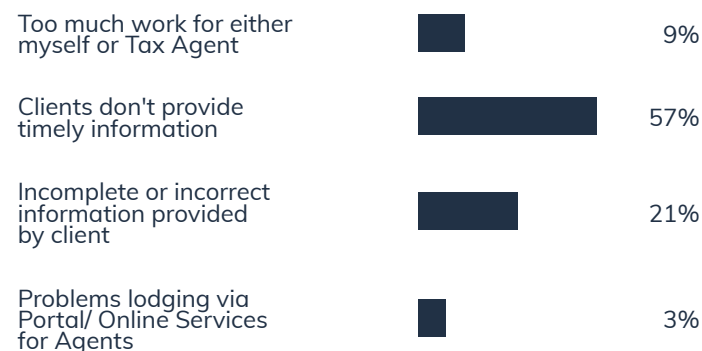 Too much work for either
myself or Tax Agent
9%
Clients don't provide
timely information
57%
Incomplete or incorrect
information provided
by client
21%
Problems lodging via
Portal/ Online Services
for Agents
3%